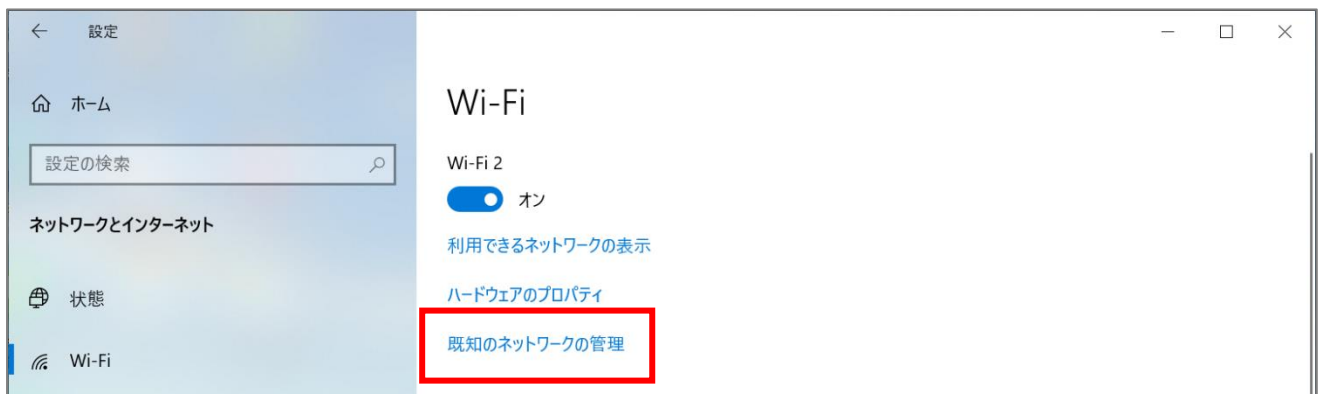 設定
ホーム
設定の検索
ネットワークとインターネット
状態
Wi-Fi
Wi-Fi
Wi-Fi 2
オン
利用できるネットワークの表示
ハードウェアのプロパティ
既知のネットワークの管理